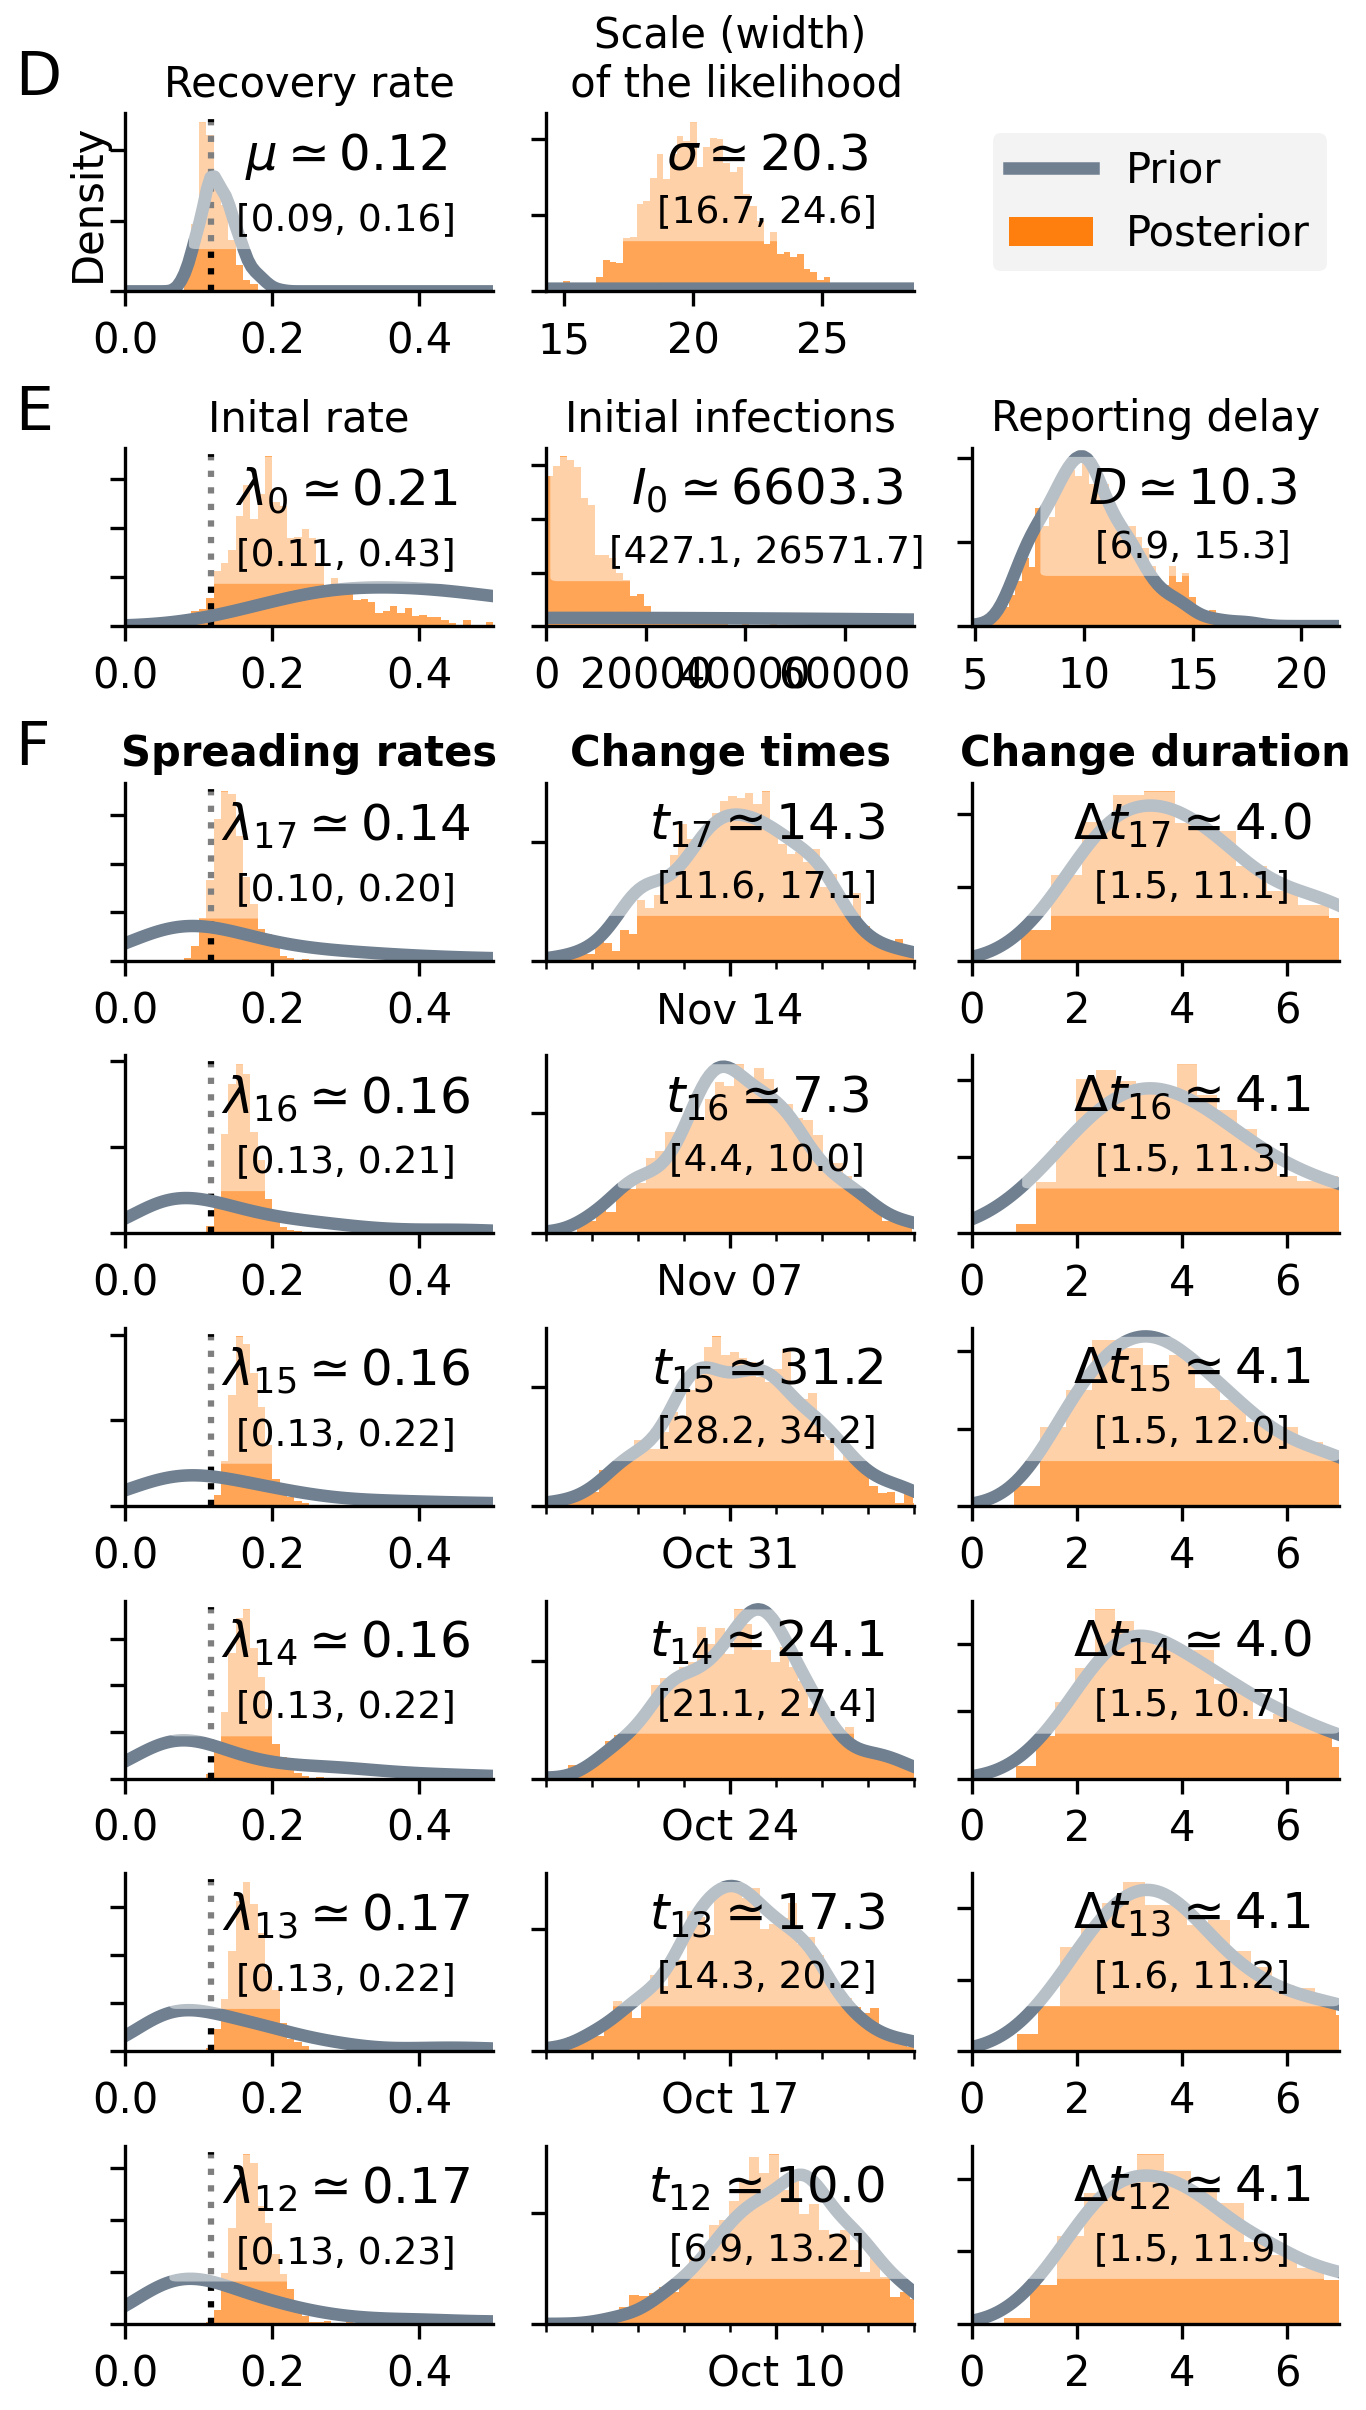 D
Recovery rate
Scale (width)
of the likelihood
Density
μ ≃ 0.12
[0.09, 0.16]
0.0 0.2 0.4
σ ≃ 20.3
[16.7, 24.6]
15 20 25
Prior
Posterior
E
Inital rate
λ0 ≃ 0.21
[0.11, 0.43]
0.0 0.2 0.4
Initial infections
I0 ≃ 6603.3
[427.1, 26571.7]
0 20000 40000 60000
Reporting delay
D ≃ 10.3
[6.9, 15.3]
5 10 15 20
F
Spreading rates
Change times
Change duration
λ17 ≃ 0.14
[0.10, 0.20]
0.0 0.2 0.4
t17 ≃ 14.3
[11.6, 17.1]
Nov 14
Δt17 ≃ 4.0
[1.5, 11.1]
0 2 4 6
λ16 ≃ 0.16
[0.13, 0.21]
0.0 0.2 0.4
t16 ≃ 7.3
[4.4, 10.0]
Nov 07
Δt16 ≃ 4.1
[1.5, 11.3]
0 2 4 6
λ15 ≃ 0.16
[0.13, 0.22]
0.0 0.2 0.4
t15 ≃ 31.2
[28.2, 34.2]
Oct 31
Δt15 ≃ 4.1
[1.5, 12.0]
0 2 4 6
λ14 ≃ 0.16
[0.13, 0.22]
0.0 0.2 0.4
t14 ≃ 24.1
[21.1, 27.4]
Oct 24
Δt14 ≃ 4.0
[1.5, 10.7]
0 2 4 6
λ13 ≃ 0.17
[0.13, 0.22]
0.0 0.2 0.4
t13 ≃ 17.3
[14.3, 20.2]
Oct 17
Δt13 ≃ 4.1
[1.6, 11.2]
0 2 4 6
λ12 ≃ 0.17
[0.13, 0.23]
0.0 0.2 0.4
t12 ≃ 10.0
[6.9, 13.2]
Oct 10
Δt12 ≃ 4.1
[1.5, 11.9]
0 2 4 6